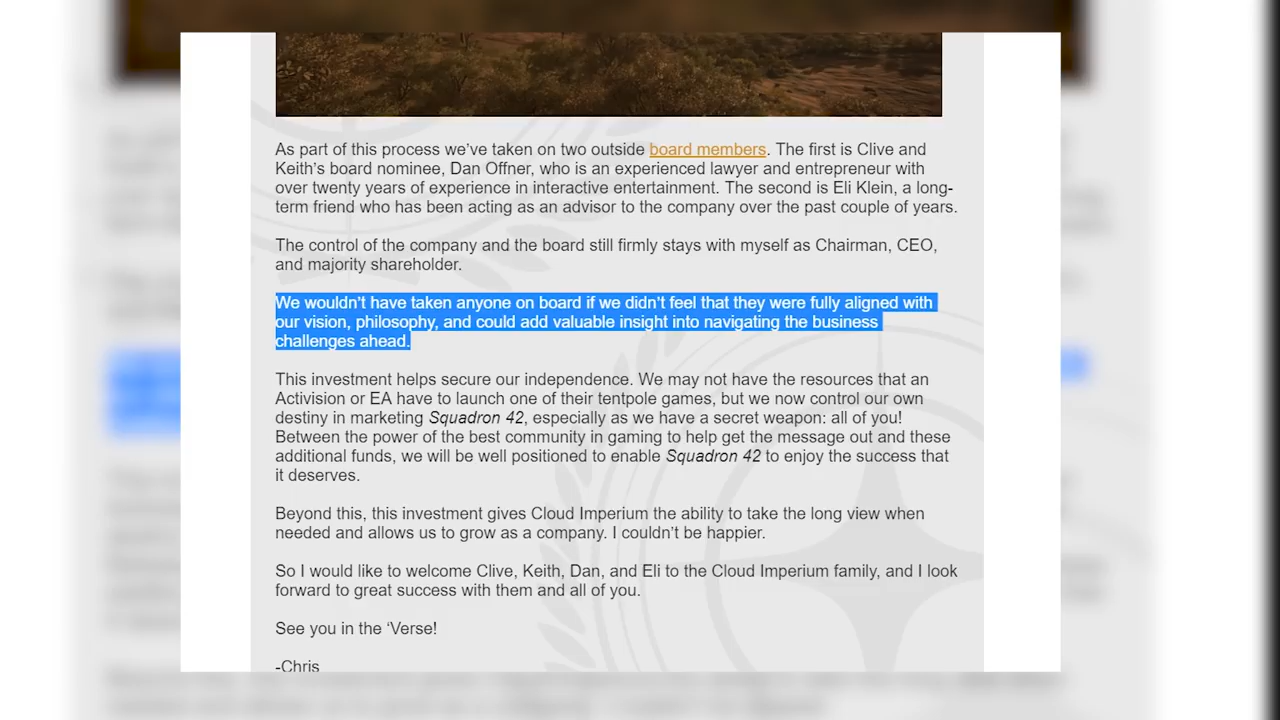 As part of this process we've taken on two outside board members. The first is Clive and
Keith's board nominee, Dan Offner, who is an experienced lawyer and entrepreneur with
over twenty years of experience in interactive entertainment. The second is Eli Klein, a long-
term friend who has been acting as an advisor to the company over the past couple of years.
The control of the company and the board still firmly stays with myself as Chairman, CEO,
and majority shareholder.
We wouldn't have taken anyone on board if we didn't feel that they were fully aligned with
our vision, philosophy, and could add valuable insight into navigating the business
challenges ahead.
This investment helps secure our independence. We may not have the resources that an
Activision or EA have to launch one of their tentpole games, but we now control our own
destiny in marketing Squadron 42, especially as we have a secret weapon: all of you!
Between the power of the best community in gaming to help get the message out and these
additional funds, we will be well positioned to enable Squadron 42 to enjoy the success that
it deserves.
Beyond this, this investment gives Cloud Imperium the ability to take the long view when
needed and allows us to grow as a company. I couldn't be happier.
So I would like to welcome Clive, Keith, Dan, and Eli to the Cloud Imperium family, and I look
forward to great success with them and all of you.
See you in the ‘Verse!
-Chris